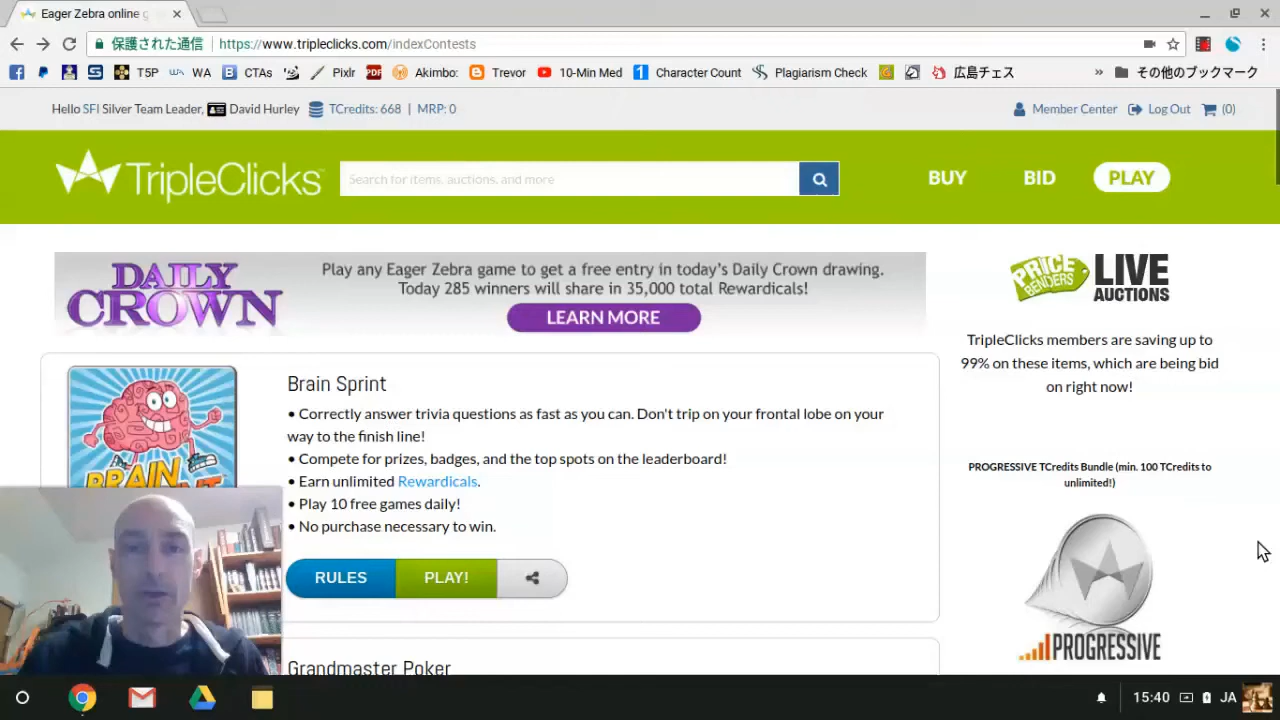 Eager Zebra online g
保護された通信
https://www.tripleclicks.com/indexContests
T5P WA CTAs Pixlr PDF Akimbo: Trevor 10-Min Med 1 Character Count Plagiarism Check 広島チェス » その他のブックマーク
Hello SFI Silver Team Leader, David Hurley TCredits: 668 | MRP: 0 Member Center Log Out (0)
TripleClicks
Search for items, auctions, and more
BUY BID PLAY
DAILY
CROWN
Play any Eager Zebra game to get a free entry in today's Daily Crown drawing.
Today 285 winners will share in 35,000 total Rewardicals!
LEARN MORE
PRICE
BENDERS
LIVE
AUCTIONS
TripleClicks members are saving up to
99% on these items, which are being bid
on right now!
PROGRESSIVE TCredits Bundle (min. 100 TCredits to
unlimited!)
PROGRESSIVE
Brain Sprint
• Correctly answer trivia questions as fast as you can. Don't trip on your frontal lobe on your
way to the finish line!
• Compete for prizes, badges, and the top spots on the leaderboard!
• Earn unlimited Rewardicals.
• Play 10 free games daily!
• No purchase necessary to win.
BRAIN
RULES PLAY!
Grandmaster Poker
15:40 JA